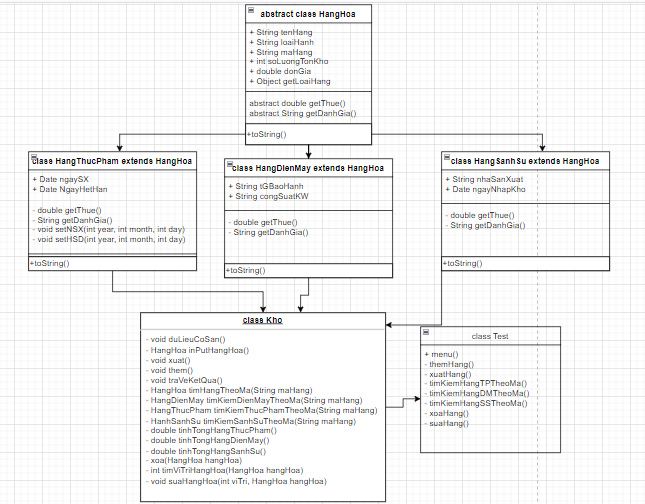 abstract class HangHoa
+ String tenHang
+ String loaiHanh
+ String maHang
+ int soLuongTonKho
+ double donGia
+ Object getLoaiHang
abstract double getThue()
abstract String getDanhGia()
+toString()
class HangThucPham extends HangHoa
+ Date ngaySX
+ Date NgayHetHan
- double getThue()
- String getDanhGia()
- void setNSX(int year, int month, int day)
- void setHSD(int year, int month, int day)
+toString()
class HangDienMay extends HangHoa
+ String tGBaoHanh
+ String congSuatKW
- double getThue()
- String getDanhGia()
+toString()
class HangSanhSu extends HangHoa
+ String nhaSanXuat
+ Date ngayNhapKho
- double getThue()
- String getDanhGia()
+toString()
class Kho
- void duLieuCoSan()
- HangHoa inPutHangHoa()
- void xuat()
- void them()
- void traVeKetQua()
- HangHoa timHangTheoMa(String maHang)
- HangDienMay timKiemDienMayTheoMa(String maHang)
- HangThucPham timKiemThucPhamTheoMa(String maHang)
- HanhSanhSu timKiemSanhSuTheoMa(String maHang)
- double tinhTongHangThucPham()
- double tinhTongHangDienMay()
- double tinhTongHangSanhSu()
- xoa(HangHoa hangHoa)
- int timViTriHangHoa(HangHoa hangHoa)
- void suaHangHoa(int viTri, HangHoa hangHoa)
class Test
+ menu()
- themHang()
- xuatHang()
- timKiemHangTPTheoMa()
- timKiemHangDMTheoMa()
- timKiemHangSSTheoMa()
- xoaHang()
- suaHang()